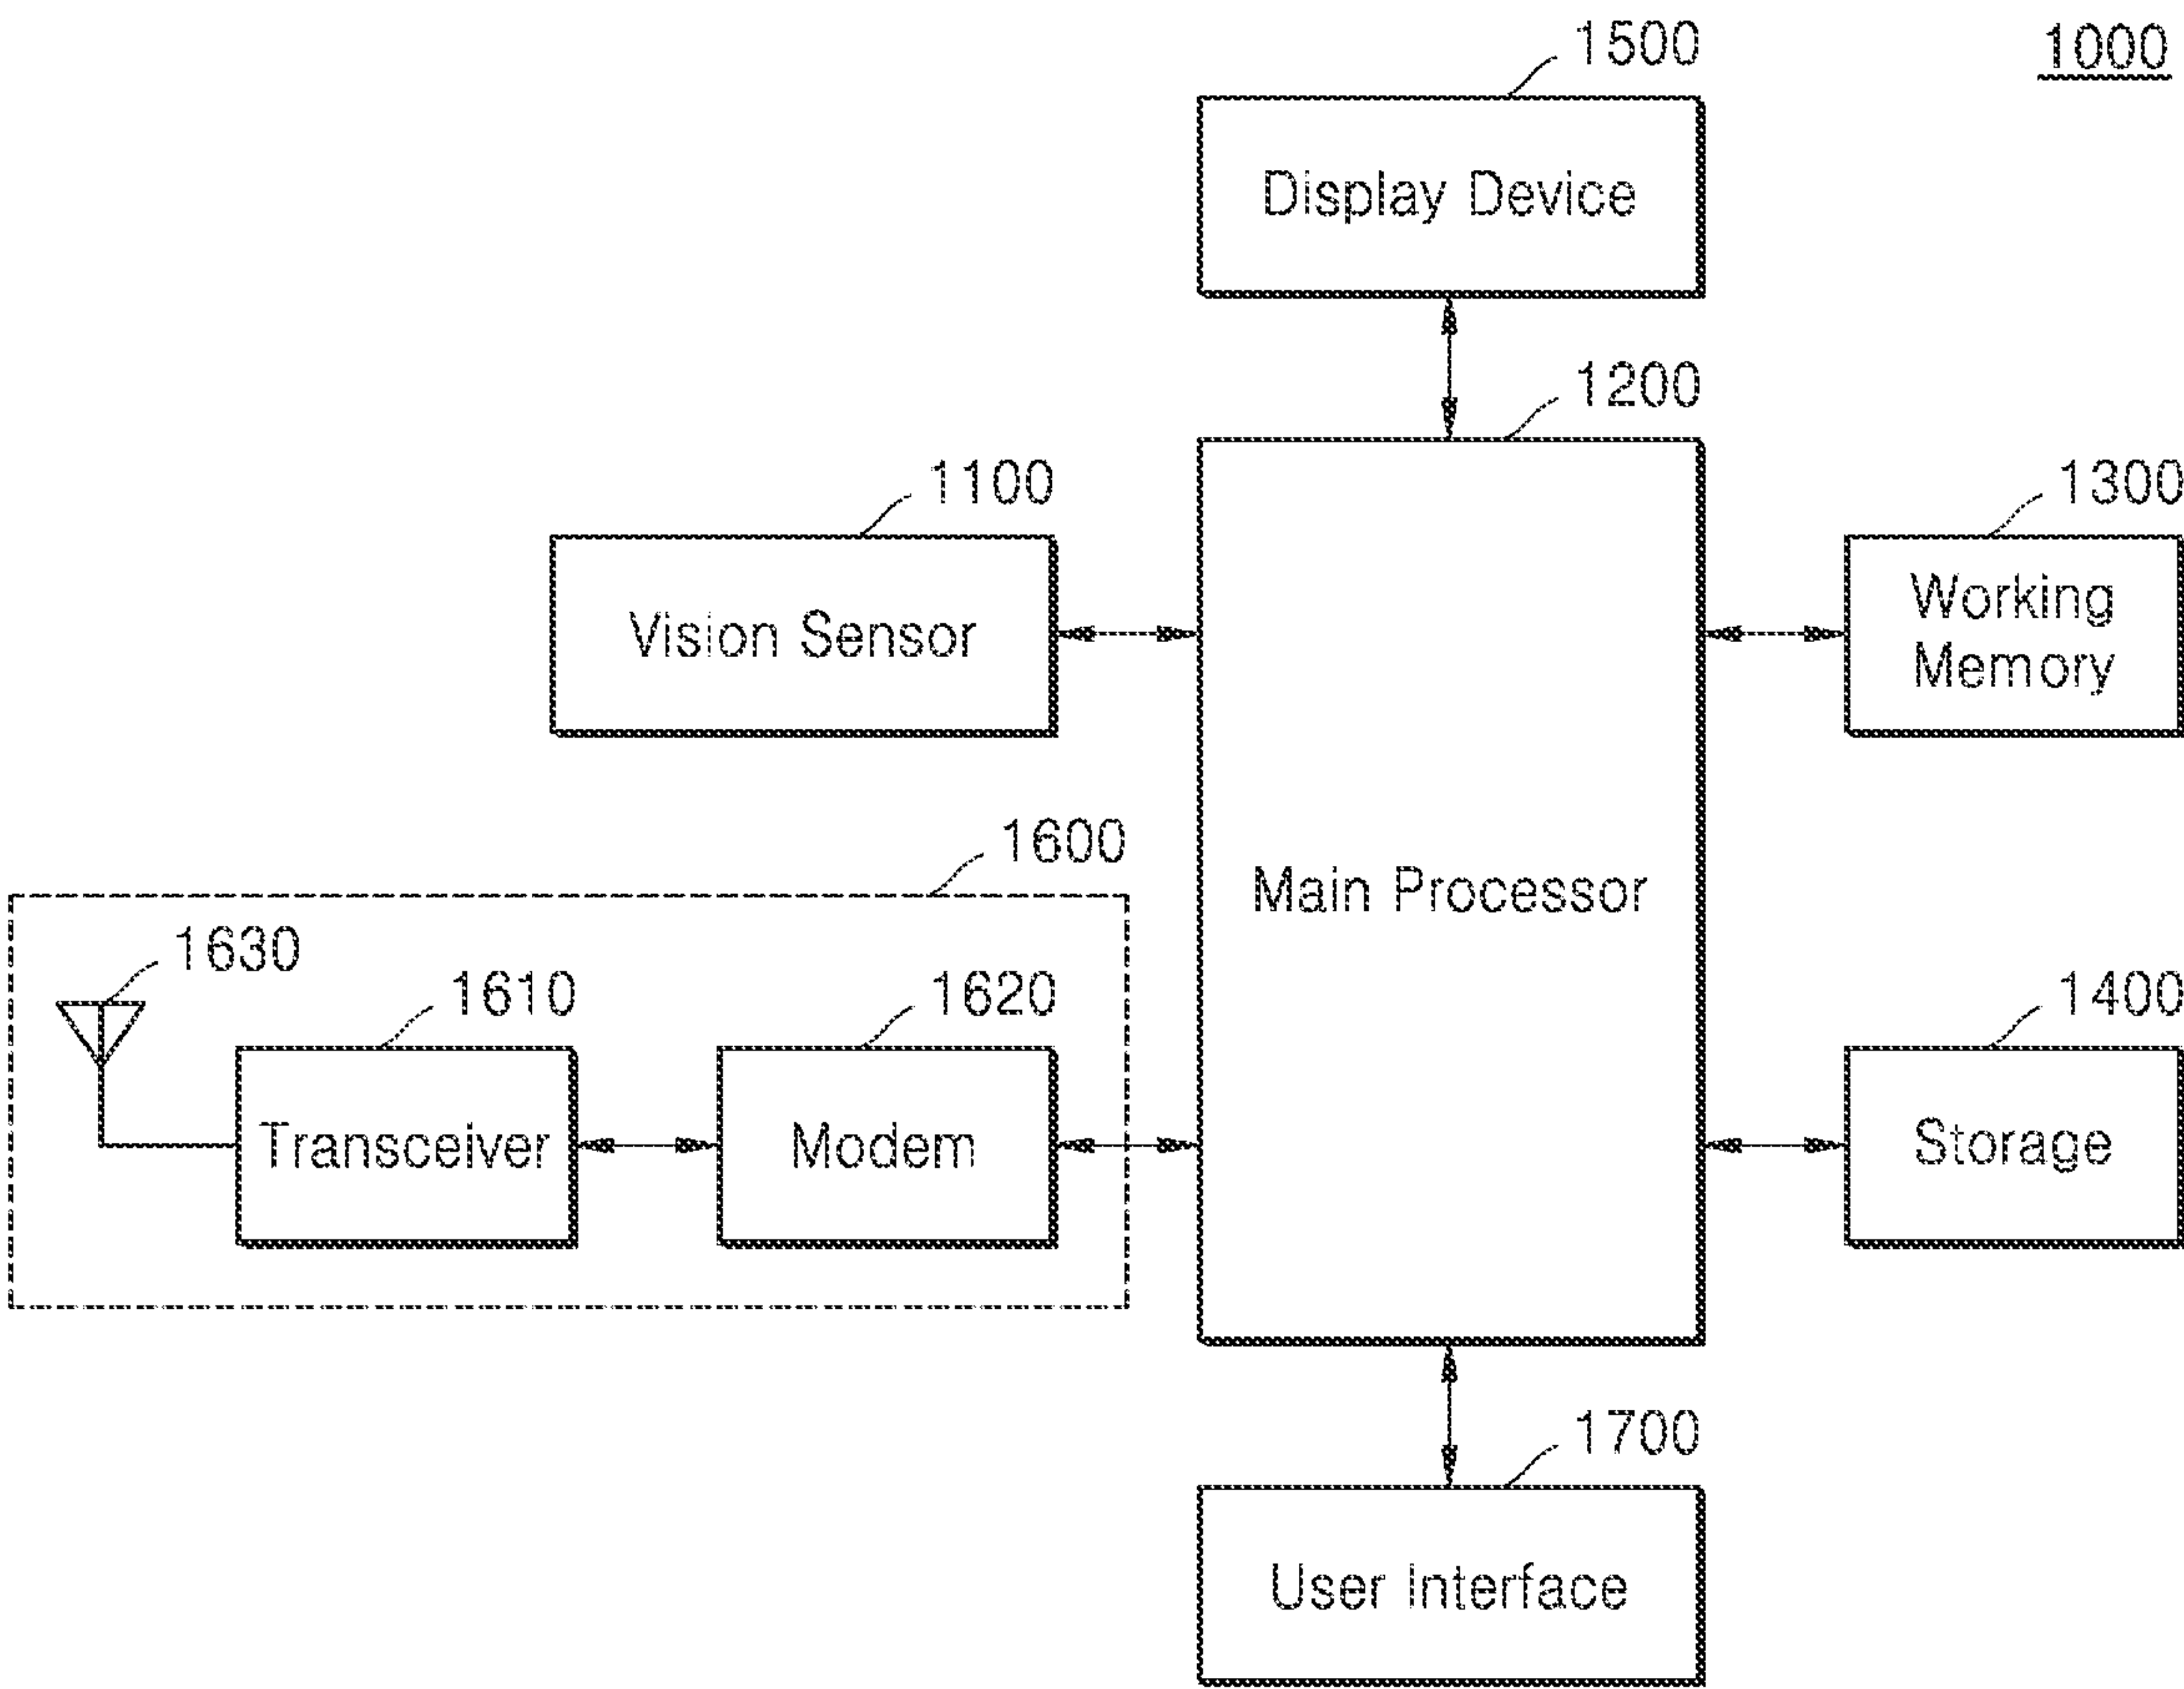 1000
1500
Display Device
1200
1100
Vision Sensor
1300
Working
Memory
Main Processor
1600
1630
1610
Transceiver
1620
Modem
1400
Storage
1700
User Interface